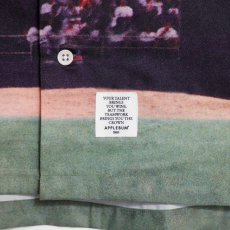 YOUR TALENT
BRINGS
YOU WINS,
BUT THE
TEAMWORK
BRINGS YOU THE
CROWN
APPLEBUM